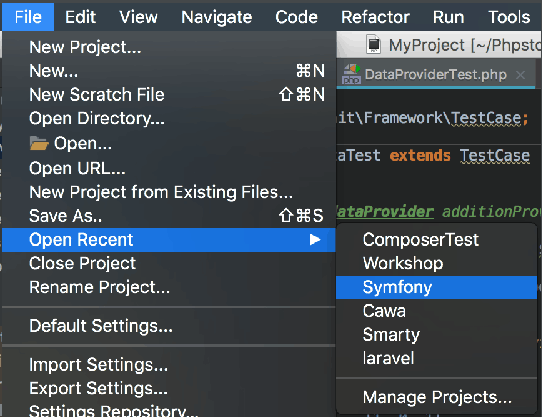 File Edit View Navigate Code Refactor Run Tools
New Project...
New... ⌘N
New Scratch File ⇧⌘N
Open Directory...
Open...
Open URL...
New Project from Existing Files...
Save As.. ⇧⌘S
Open Recent ▶
Close Project
Rename Project...
Default Settings...
Import Settings...
Export Settings...
Settings Repository...
MyProject [~/Phpsto
DataProviderTest.php
nit\Framework\TestCase;
aTest extends TestCase
dataProvider additionPro
ComposerTest
Workshop
Symfony
Cawa
Smarty
laravel
Manage Projects...